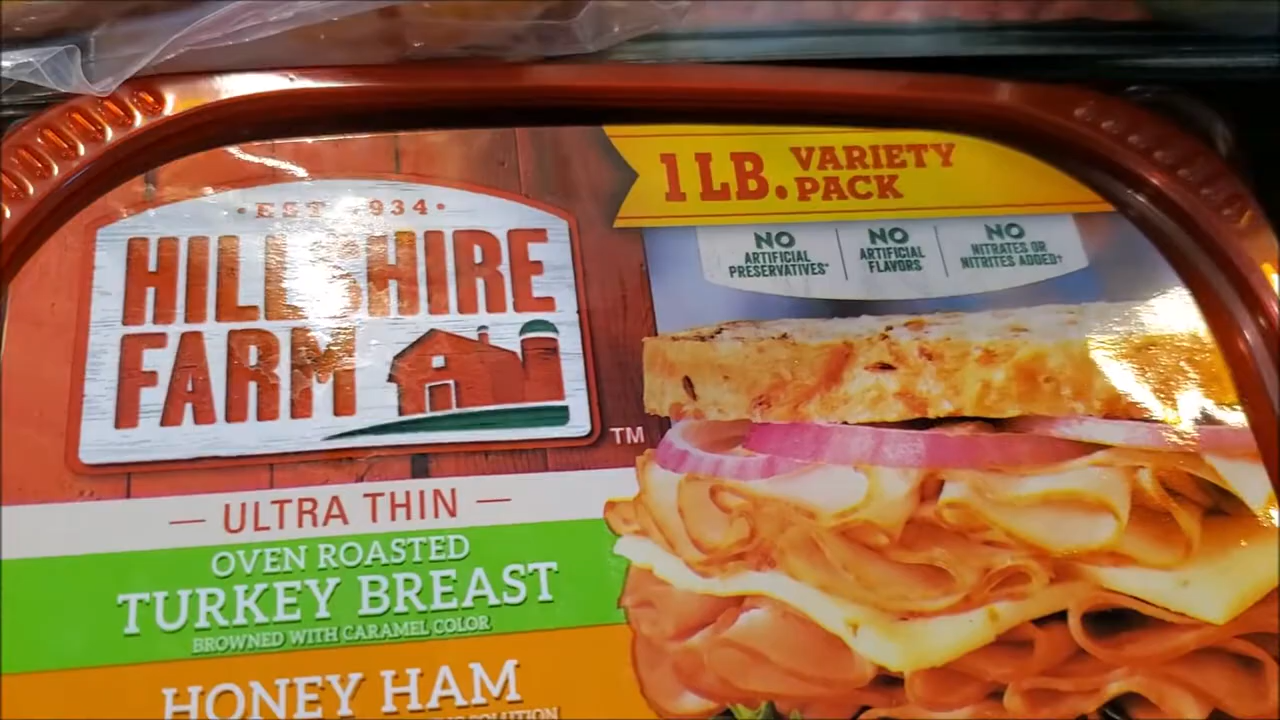 EST 1934
HILLSHIRE
FARM
TM
1 LB. VARIETY
PACK
NO
ARTIFICIAL
PRESERVATIVES*
NO
ARTIFICIAL
FLAVORS
NO
NITRATES OR
NITRITES ADDED†
— ULTRA THIN —
OVEN ROASTED
TURKEY BREAST
BROWNED WITH CARAMEL COLOR
HONEY HAM
SOLUTION